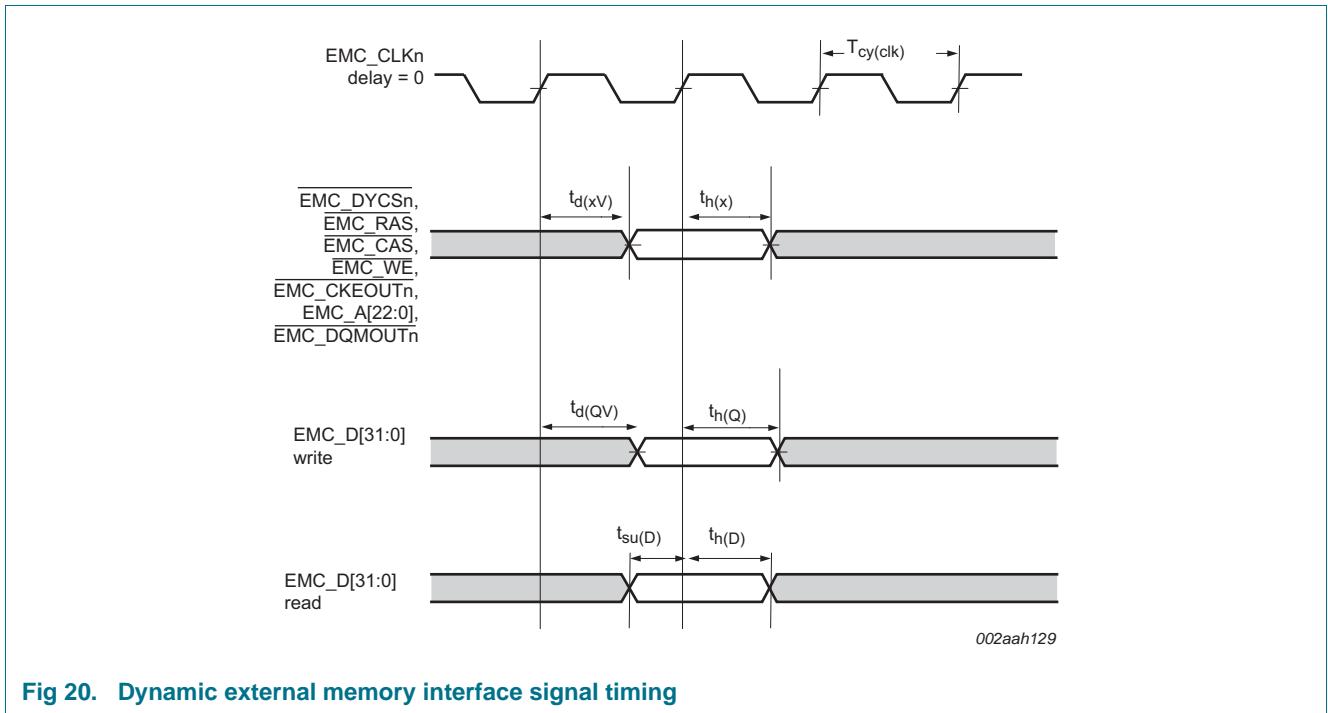 EMC_CLKn
delay = 0
Tcy(clk)
EMC_DYCSn,
EMC_RAS,
EMC_CAS,
EMC_WE,
EMC_CKEOUTn,
EMC_A[22:0],
EMC_DQMOUTn
td(xV)
th(x)
EMC_D[31:0]
write
td(QV)
th(Q)
EMC_D[31:0]
read
tsu(D)
th(D)
002aah129
Fig 20. Dynamic external memory interface signal timing